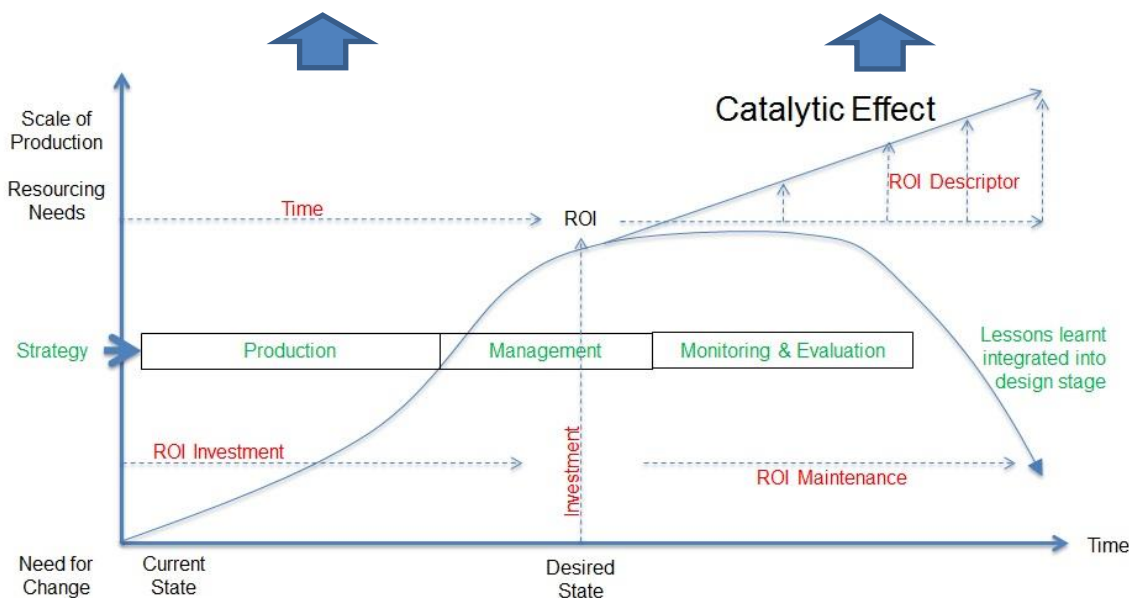 Catalytic Effect
Scale of
Production
Resourcing
Needs
Time
ROI
ROI Descriptor
Strategy
Production
Management
Monitoring & Evaluation
Lessons learnt
integrated into
design stage
ROI Investment
Investment
ROI Maintenance
Time
Need for
Change
Current
State
Desired
State